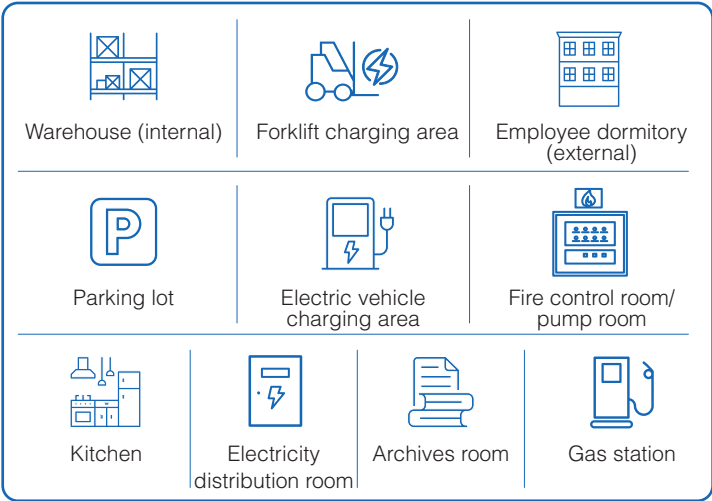 Warehouse (internal)
Forklift charging area
Employee dormitory
(external)
P
Parking lot
Electric vehicle
charging area
Fire control room/
pump room
Kitchen
Electricity
distribution room
Archives room
Gas station